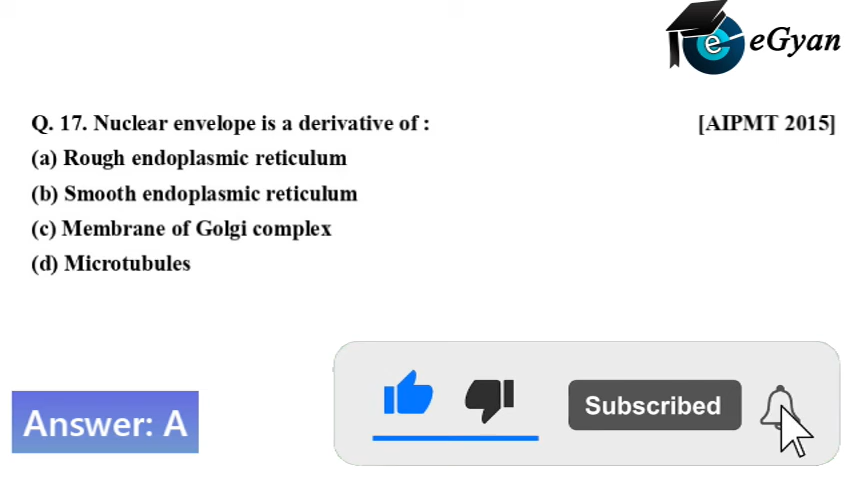 e eGyan
Q. 17. Nuclear envelope is a derivative of : [AIPMT 2015]
(a) Rough endoplasmic reticulum
(b) Smooth endoplasmic reticulum
(c) Membrane of Golgi complex
(d) Microtubules
Subscribed
Answer: A